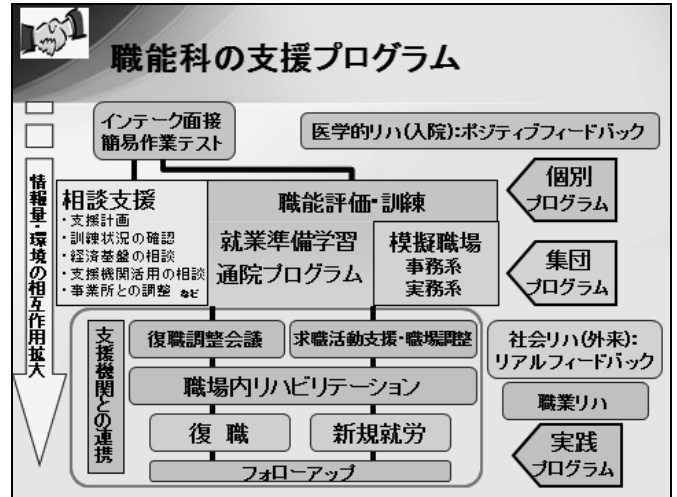 職能科の支援プログラム
インテーク面接
簡易作業テスト
医学的リハ(入院):ポジティブフィードバック
情報量・環境の相互作用拡大
相談支援
・支援計画
・訓練状況の確認
・経済基盤の相談
・支援機関活用の相談
・事業所との調整 など
職能評価・訓練
就業準備学習
通院プログラム
模擬職場
事務系
実務系
個別
プログラム
集団
プログラム
支援機関との連携
復職調整会議
求職活動支援・職場調整
職場内リハビリテーション
復 職
新規就労
フォローアップ
社会リハ(外来):
リアルフィードバック
職業リハ
実践
プログラム